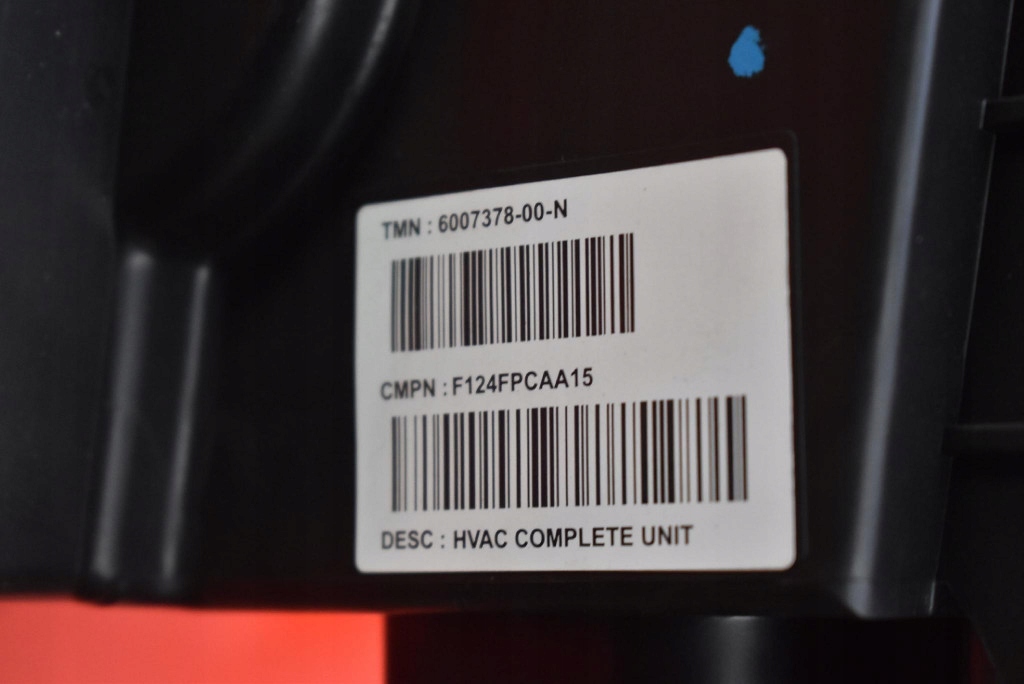 TMN : 6007378-00-N
CMPN : F124FPCAA15
DESC : HVAC COMPLETE UNIT